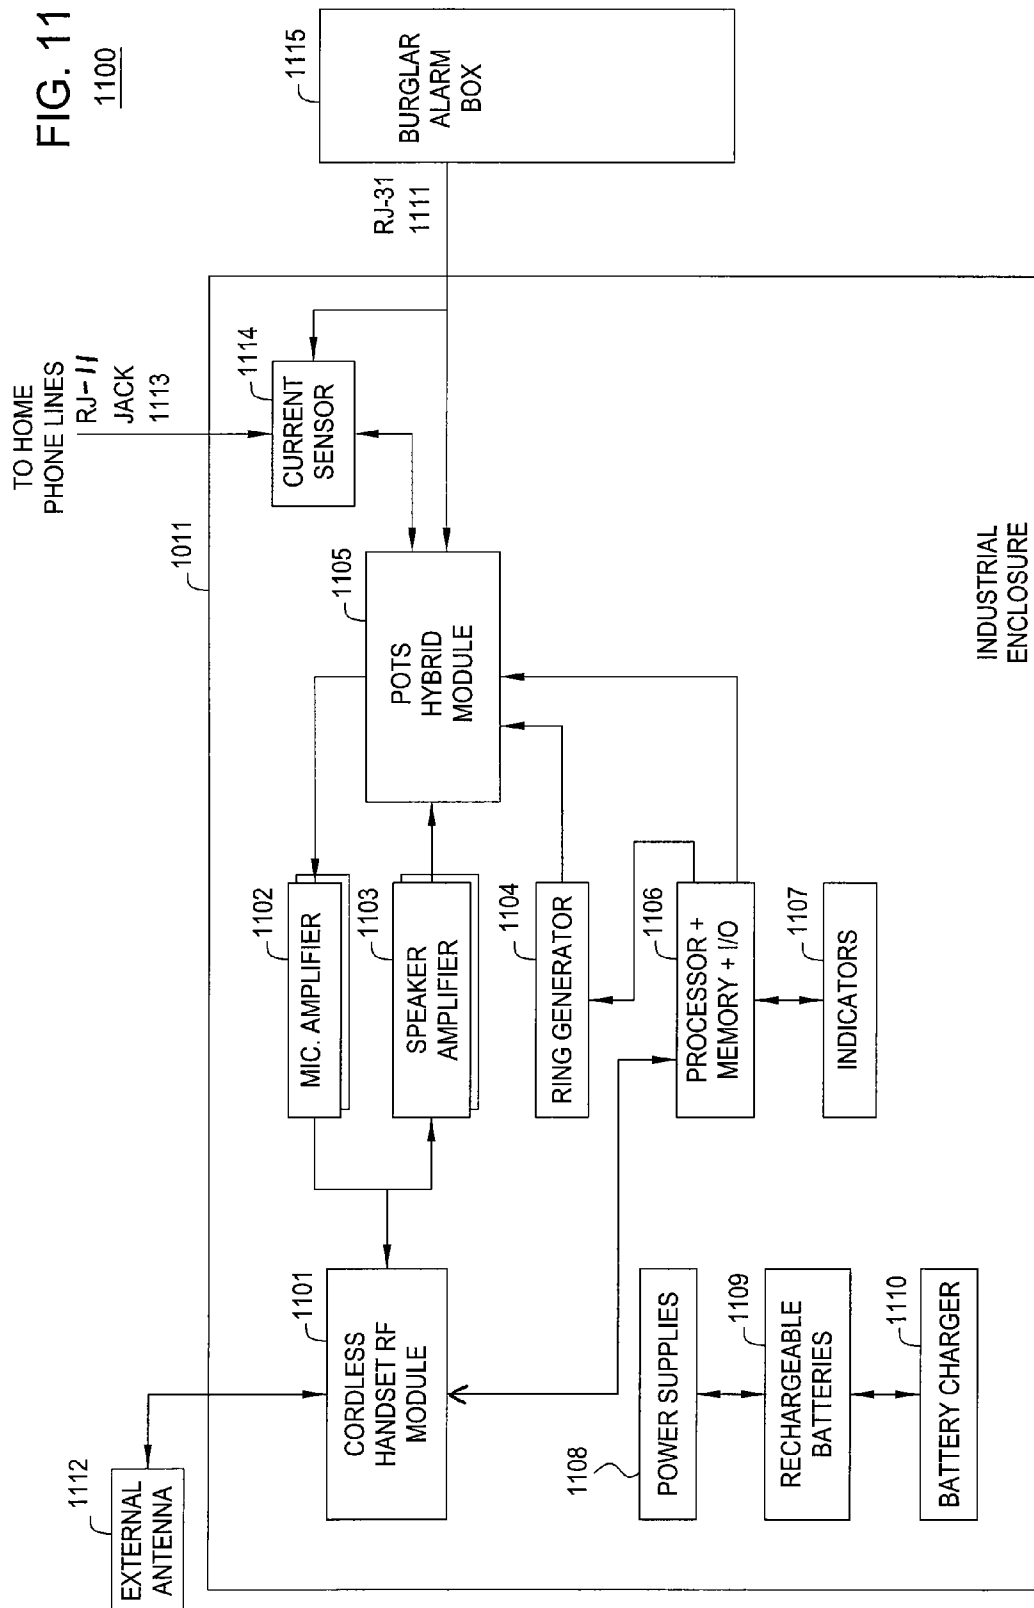 FIG. 11
1100
TO HOME
PHONE LINES
RJ-11
JACK
1113
1112
EXTERNAL
ANTENNA
1011
1101
CORDLESS
HANDSET RF
MODULE
1102
MIC. AMPLIFIER
1103
SPEAKER
AMPLIFIER
1104
RING GENERATOR
1105
POTS
HYBRID
MODULE
1114
CURRENT
SENSOR
RJ-31
1111
1115
BURGLAR
ALARM
BOX
1106
PROCESSOR +
MEMORY + I/O
1107
INDICATORS
1108
POWER SUPPLIES
1109
RECHARGEABLE
BATTERIES
1110
BATTERY CHARGER
INDUSTRIAL
ENCLOSURE